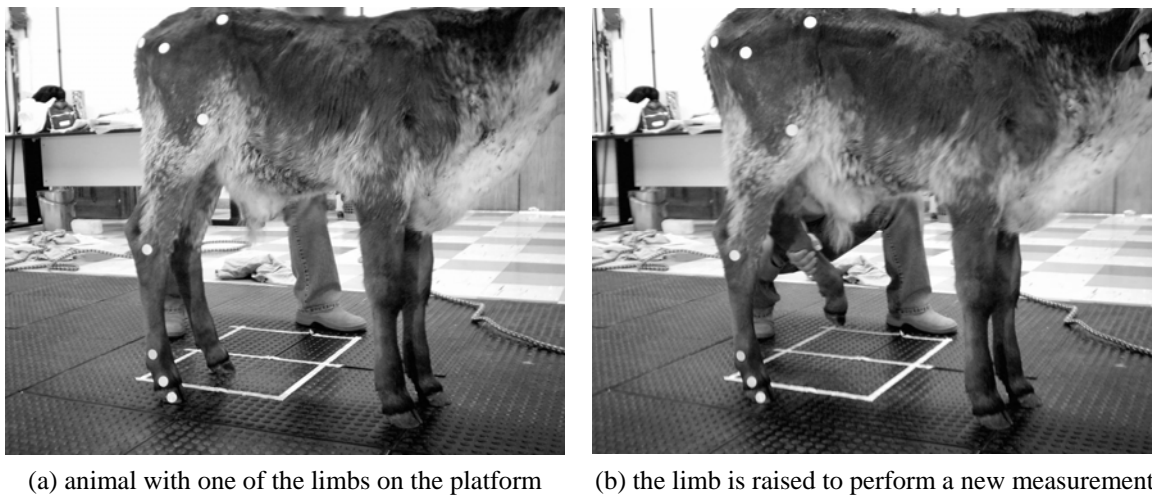 (a) animal with one of the limbs on the platform
(b) the limb is raised to perform a new measurement